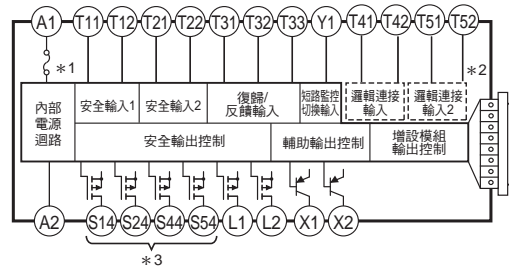 A1 T11 T12 T21 T22 T31 T32 T33 Y1 T41 T42 T51 T52
*1
*2
內部
電源
迴路
安全輸入1
安全輸入2
復歸/
反饋輸入
短路監控
切換輸入
邏輯連接
輸入
邏輯連接
輸入2
安全輸出控制
輔助輸出控制
增設模組
輸出控制
A2 S14 S24 S44 S54 L1 L2 X1 X2
*3